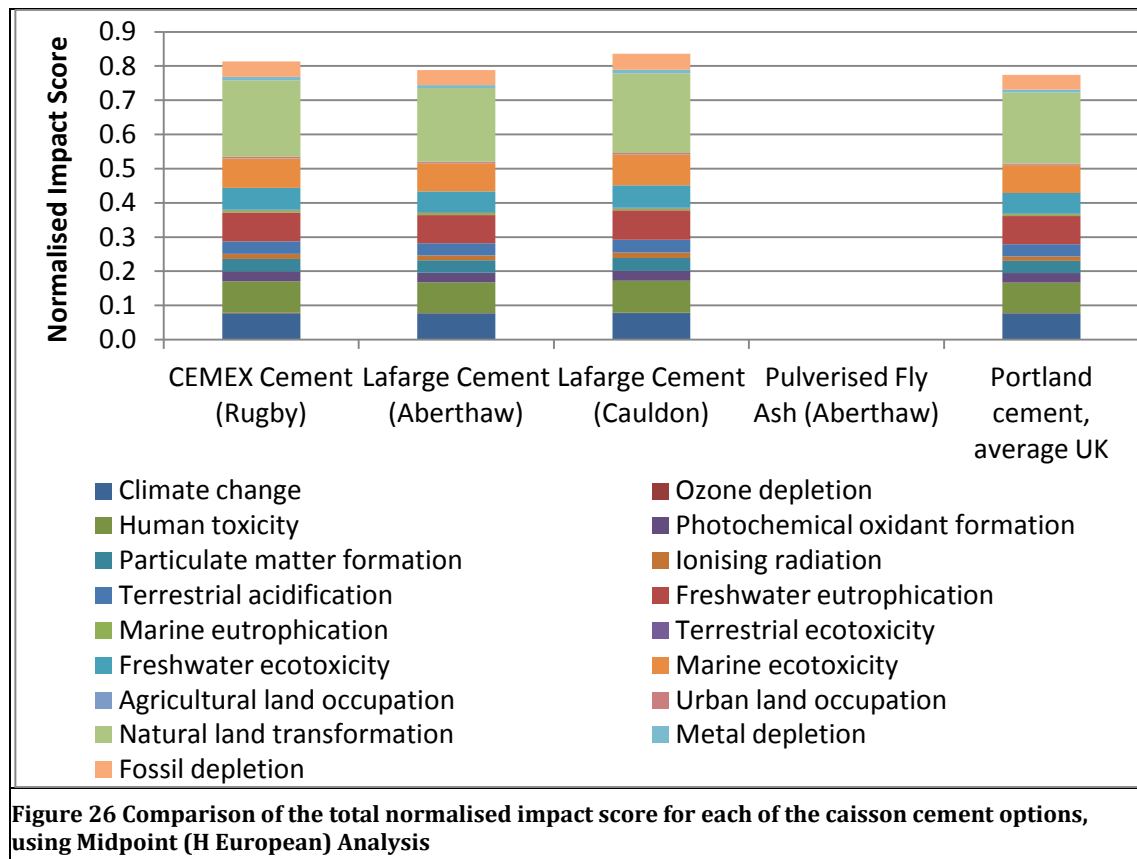 Normalised Impact Score
0.9
0.8
0.7
0.6
0.5
0.4
0.3
0.2
0.1
0.0
CEMEX Cement (Rugby)
Lafarge Cement (Aberthaw)
Lafarge Cement (Cauldon)
Pulverised Fly Ash (Aberthaw)
Portland cement, average UK
Climate change
Ozone depletion
Human toxicity
Photochemical oxidant formation
Particulate matter formation
Ionising radiation
Terrestrial acidification
Freshwater eutrophication
Marine eutrophication
Terrestrial ecotoxicity
Freshwater ecotoxicity
Marine ecotoxicity
Agricultural land occupation
Urban land occupation
Natural land transformation
Metal depletion
Fossil depletion
Figure 26 Comparison of the total normalised impact score for each of the caisson cement options,
using Midpoint (H European) Analysis